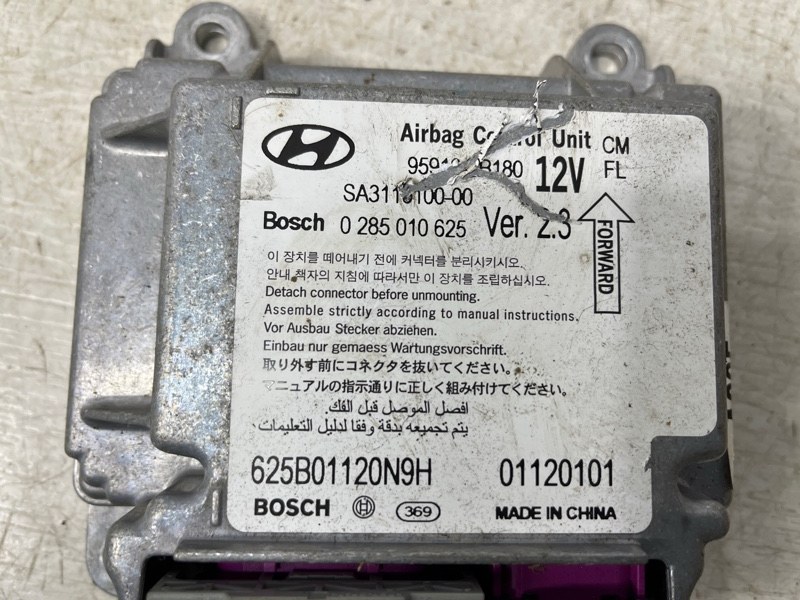 Airbag Control Unit
CM
12V
FL
Bosch 0 285 010 625 Ver. 2.3
FORWARD
이 장치를 떼어내기 전에 커넥터를 분리시키시오.
안내 책자의 지침에 따라서만 이 장치를 조립하십시오.
Detach connector before unmounting.
Assemble strictly according to manual instructions.
Vor Ausbau Stecker abziehen.
Einbau nur gemaess Wartungsvorschrift.
取り外す前にコネクタを抜いてください。
マニュアルの指示通りに正しく組み付けてください。
افصل الموصل قبل الفك.
يتم تجميعه بدقة وفقا لدليل التعليمات.
625B01120N9H 01120101
BOSCH 369 MADE IN CHINA